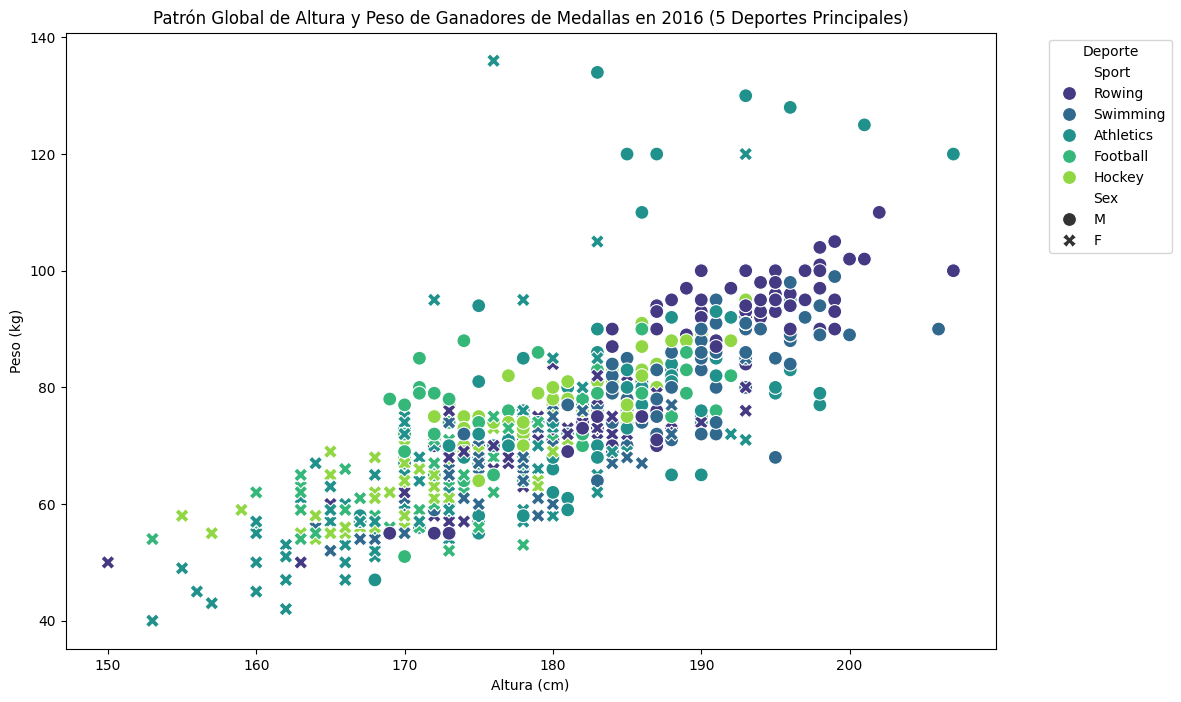 Patrón Global de Altura y Peso de Ganadores de Medallas en 2016 (5 Deportes Principales)
140
120
100
80
60
40
Peso (kg)
150
160
170
180
190
200
Altura (cm)
Deporte
Sport
Rowing
Swimming
Athletics
Football
Hockey
Sex
M
F